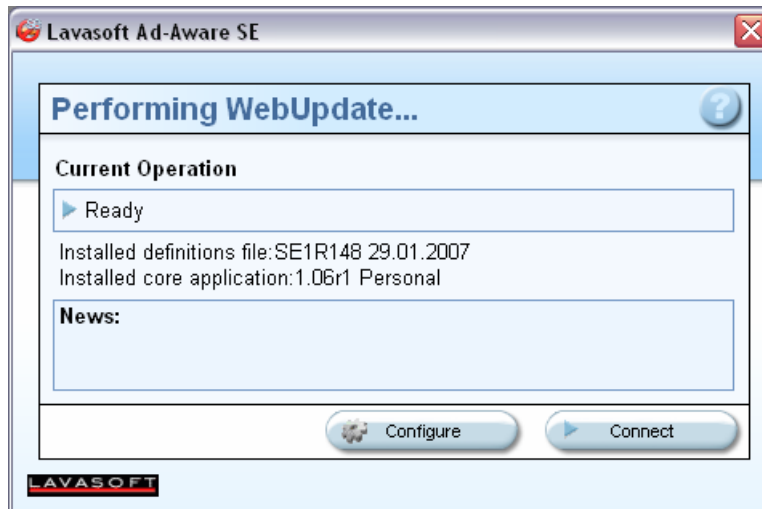 Lavasoft Ad-Aware SE
Performing WebUpdate...
?
Current Operation
Ready
Installed definitions file:SE1R148 29.01.2007
Installed core application:1.06r1 Personal
News:
Configure
Connect
LAVASOFT